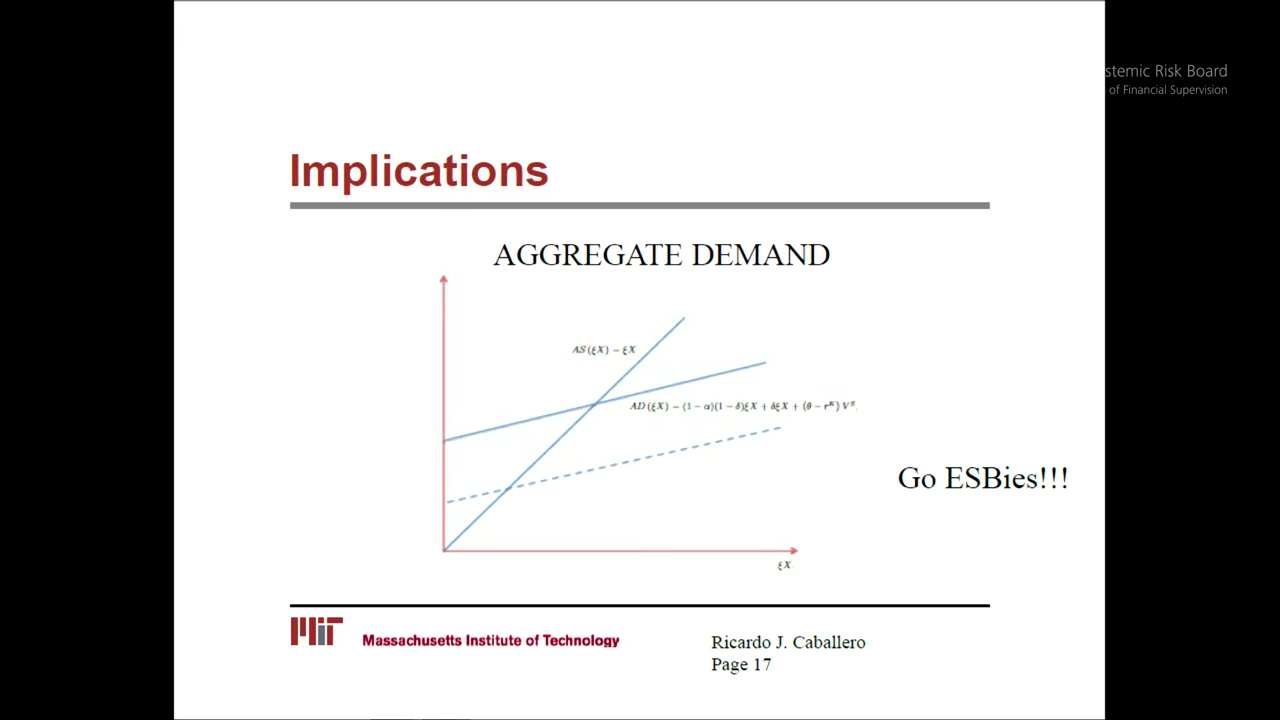 stemic Risk Board
of Financial Supervision
Implications
AGGREGATE DEMAND
AS(ξX) = ξX
AD(ξX) = (1 − α)(1 − δ)ξX + δξX + (θ − r^K) V^S
Go ESBies!!!
ξX
MIT
Massachusetts Institute of Technology
Ricardo J. Caballero
Page 17